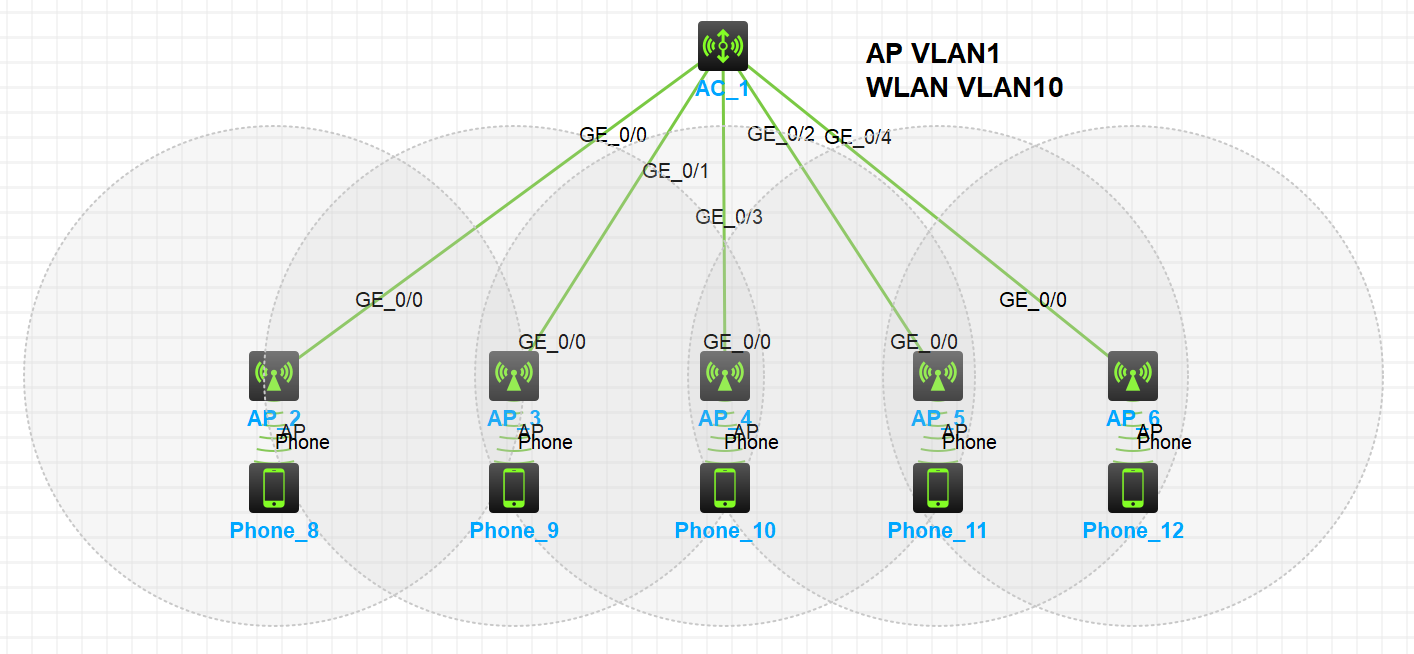 AP VLAN1
WLAN VLAN10
AC_1
GE_0/0
GE_0/2
GE_0/4
GE_0/1
GE_0/3
GE_0/0
GE_0/0
GE_0/0
GE_0/0
GE_0/0
AP_2
AP_3
AP_4
AP_5
AP_6
AP
AP
AP
AP
AP
Phone
Phone
Phone
Phone
Phone
Phone_8
Phone_9
Phone_10
Phone_11
Phone_12